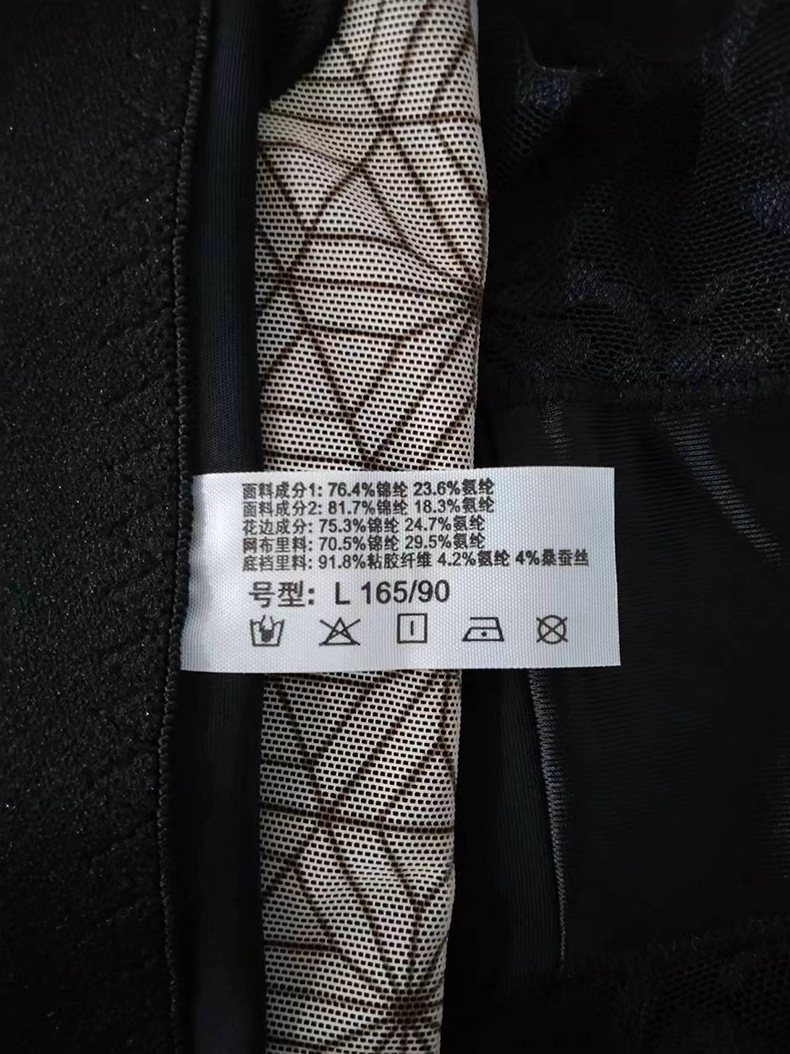 面料成分1: 76.4%锦纶 23.6%氨纶
面料成分2: 81.7%锦纶 18.3%氨纶
花边成分: 75.3%锦纶 24.7%氨纶
网布里料: 70.5%锦纶 29.5%氨纶
底裆里料: 91.8%粘胶纤维 4.2%氨纶 4%桑蚕丝
号型: L 165/90